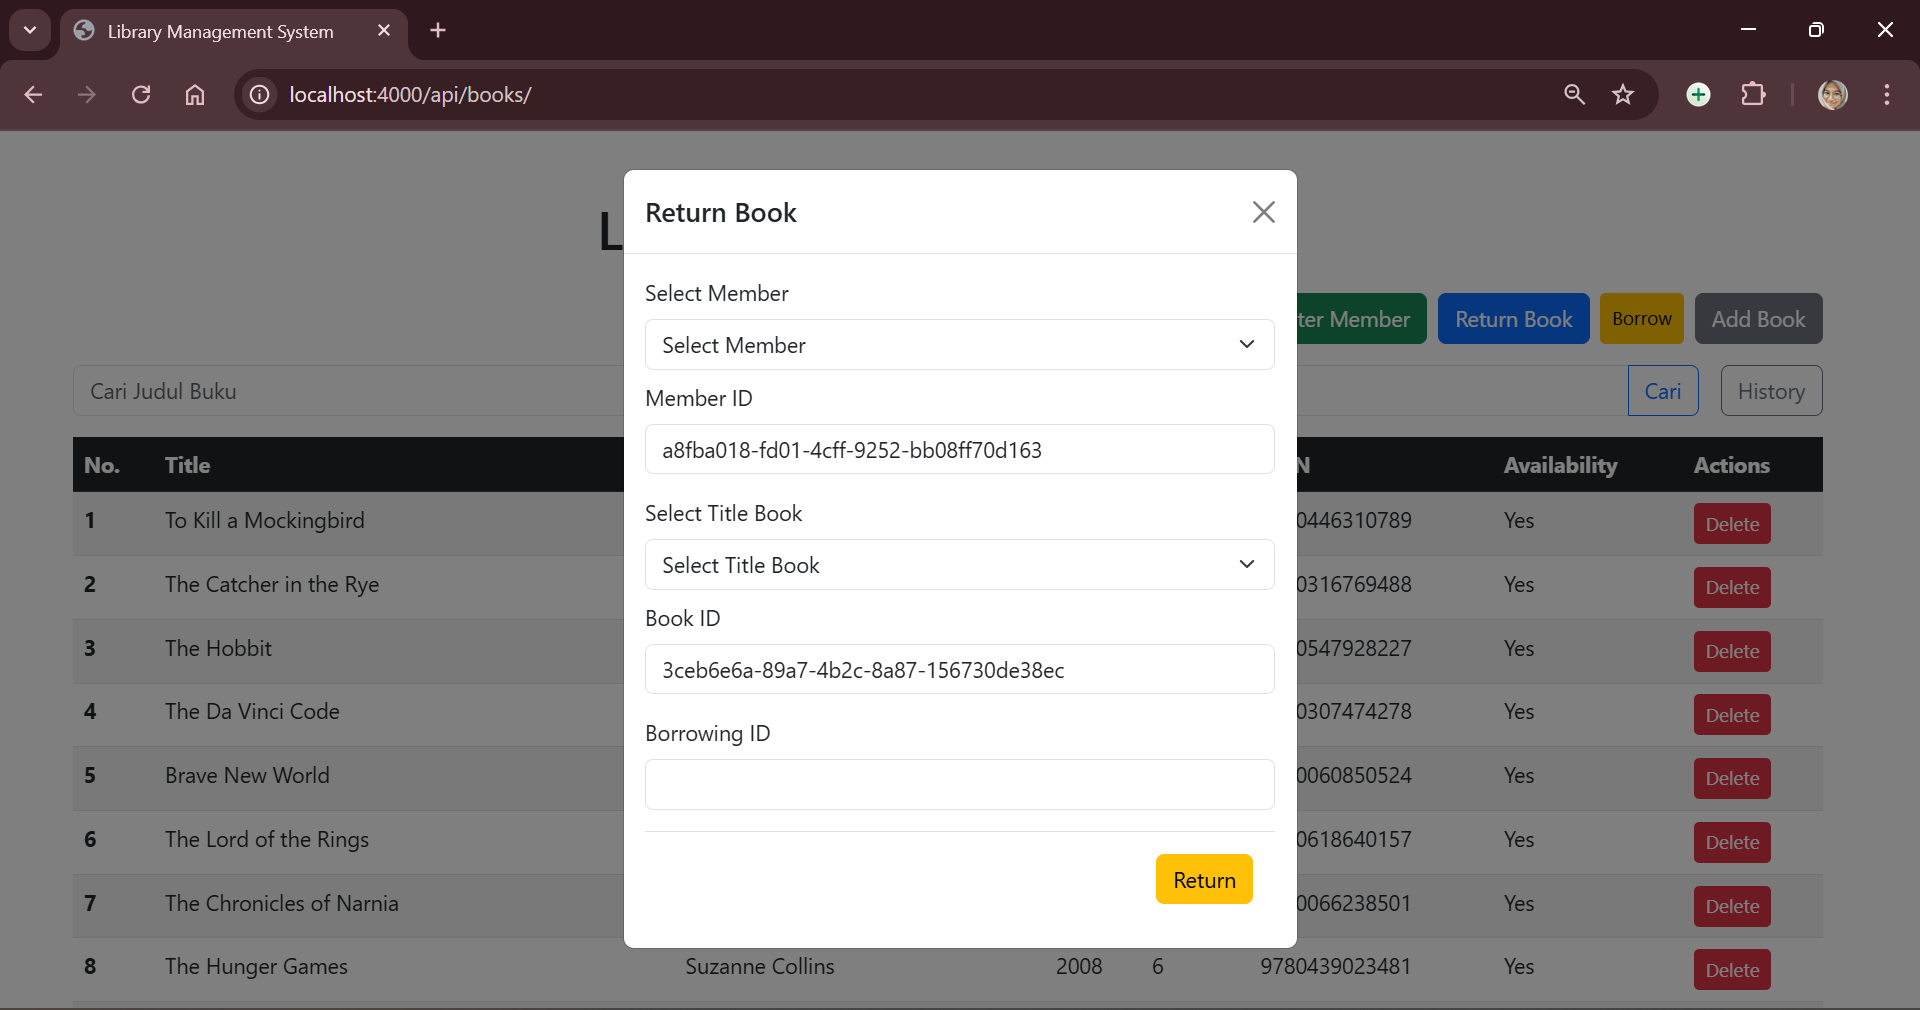 Library Management System
localhost:4000/api/books/
L
Return Book
Select Member
Select Member
Member ID
a8fba018-fd01-4cff-9252-bb08ff70d163
Select Title Book
Select Title Book
Book ID
3ceb6e6a-89a7-4b2c-8a87-156730de38ec
Borrowing ID
Return
ter Member Return Book Borrow Add Book
Cari Judul Buku Cari History
No. Title N Availability Actions
1 To Kill a Mockingbird 0446310789 Yes Delete
2 The Catcher in the Rye 0316769488 Yes Delete
3 The Hobbit 0547928227 Yes Delete
4 The Da Vinci Code 0307474278 Yes Delete
5 Brave New World 0060850524 Yes Delete
6 The Lord of the Rings 0618640157 Yes Delete
7 The Chronicles of Narnia 0066238501 Yes Delete
8 The Hunger Games Suzanne Collins 2008 6 9780439023481 Yes Delete